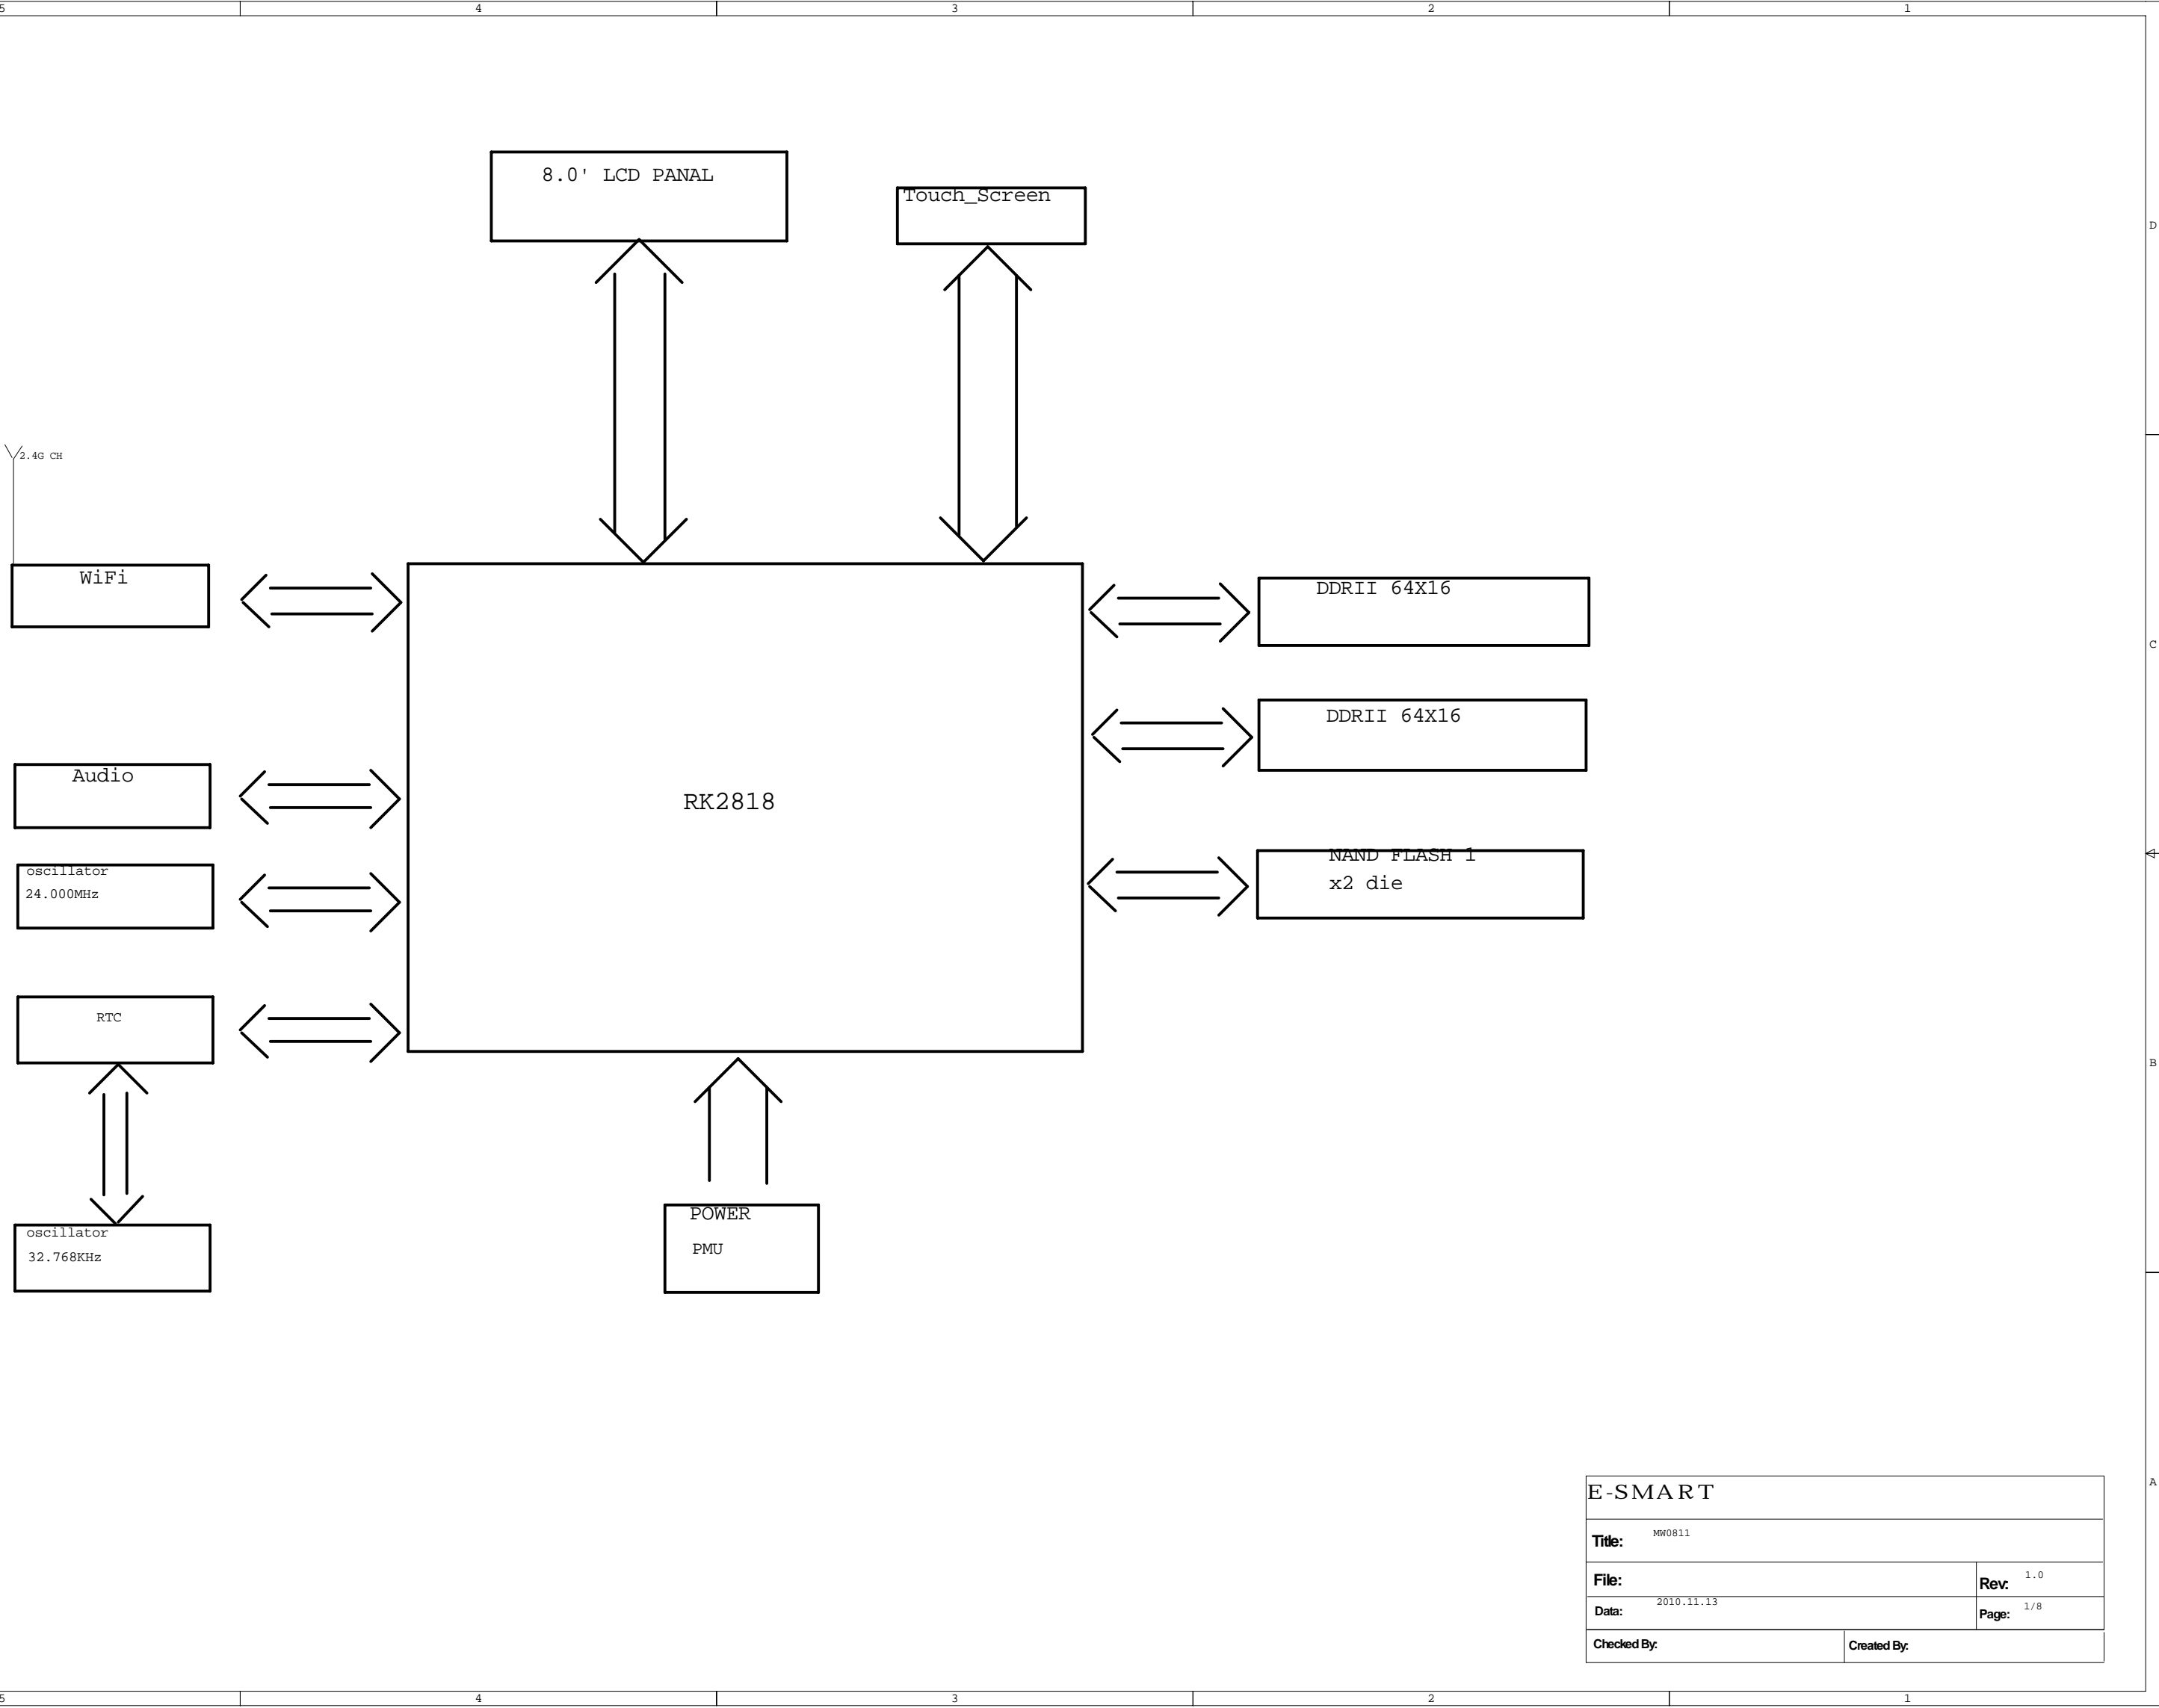 5 4 3 2 1
8.0' LCD PANAL
Touch_Screen
D
2.4G CH
WiFi
DDRII 64X16
C
DDRII 64X16
Audio
RK2818
NAND FLASH 1
x2 die
oscillator
24.000MHz
RTC
B
POWER
PMU
oscillator
32.768KHz
A
E-SMART
Title: MW0811
File:
Rev: 1.0
Data: 2010.11.13
Page: 1/8
Checked By:
Created By:
5 4 3 2 1